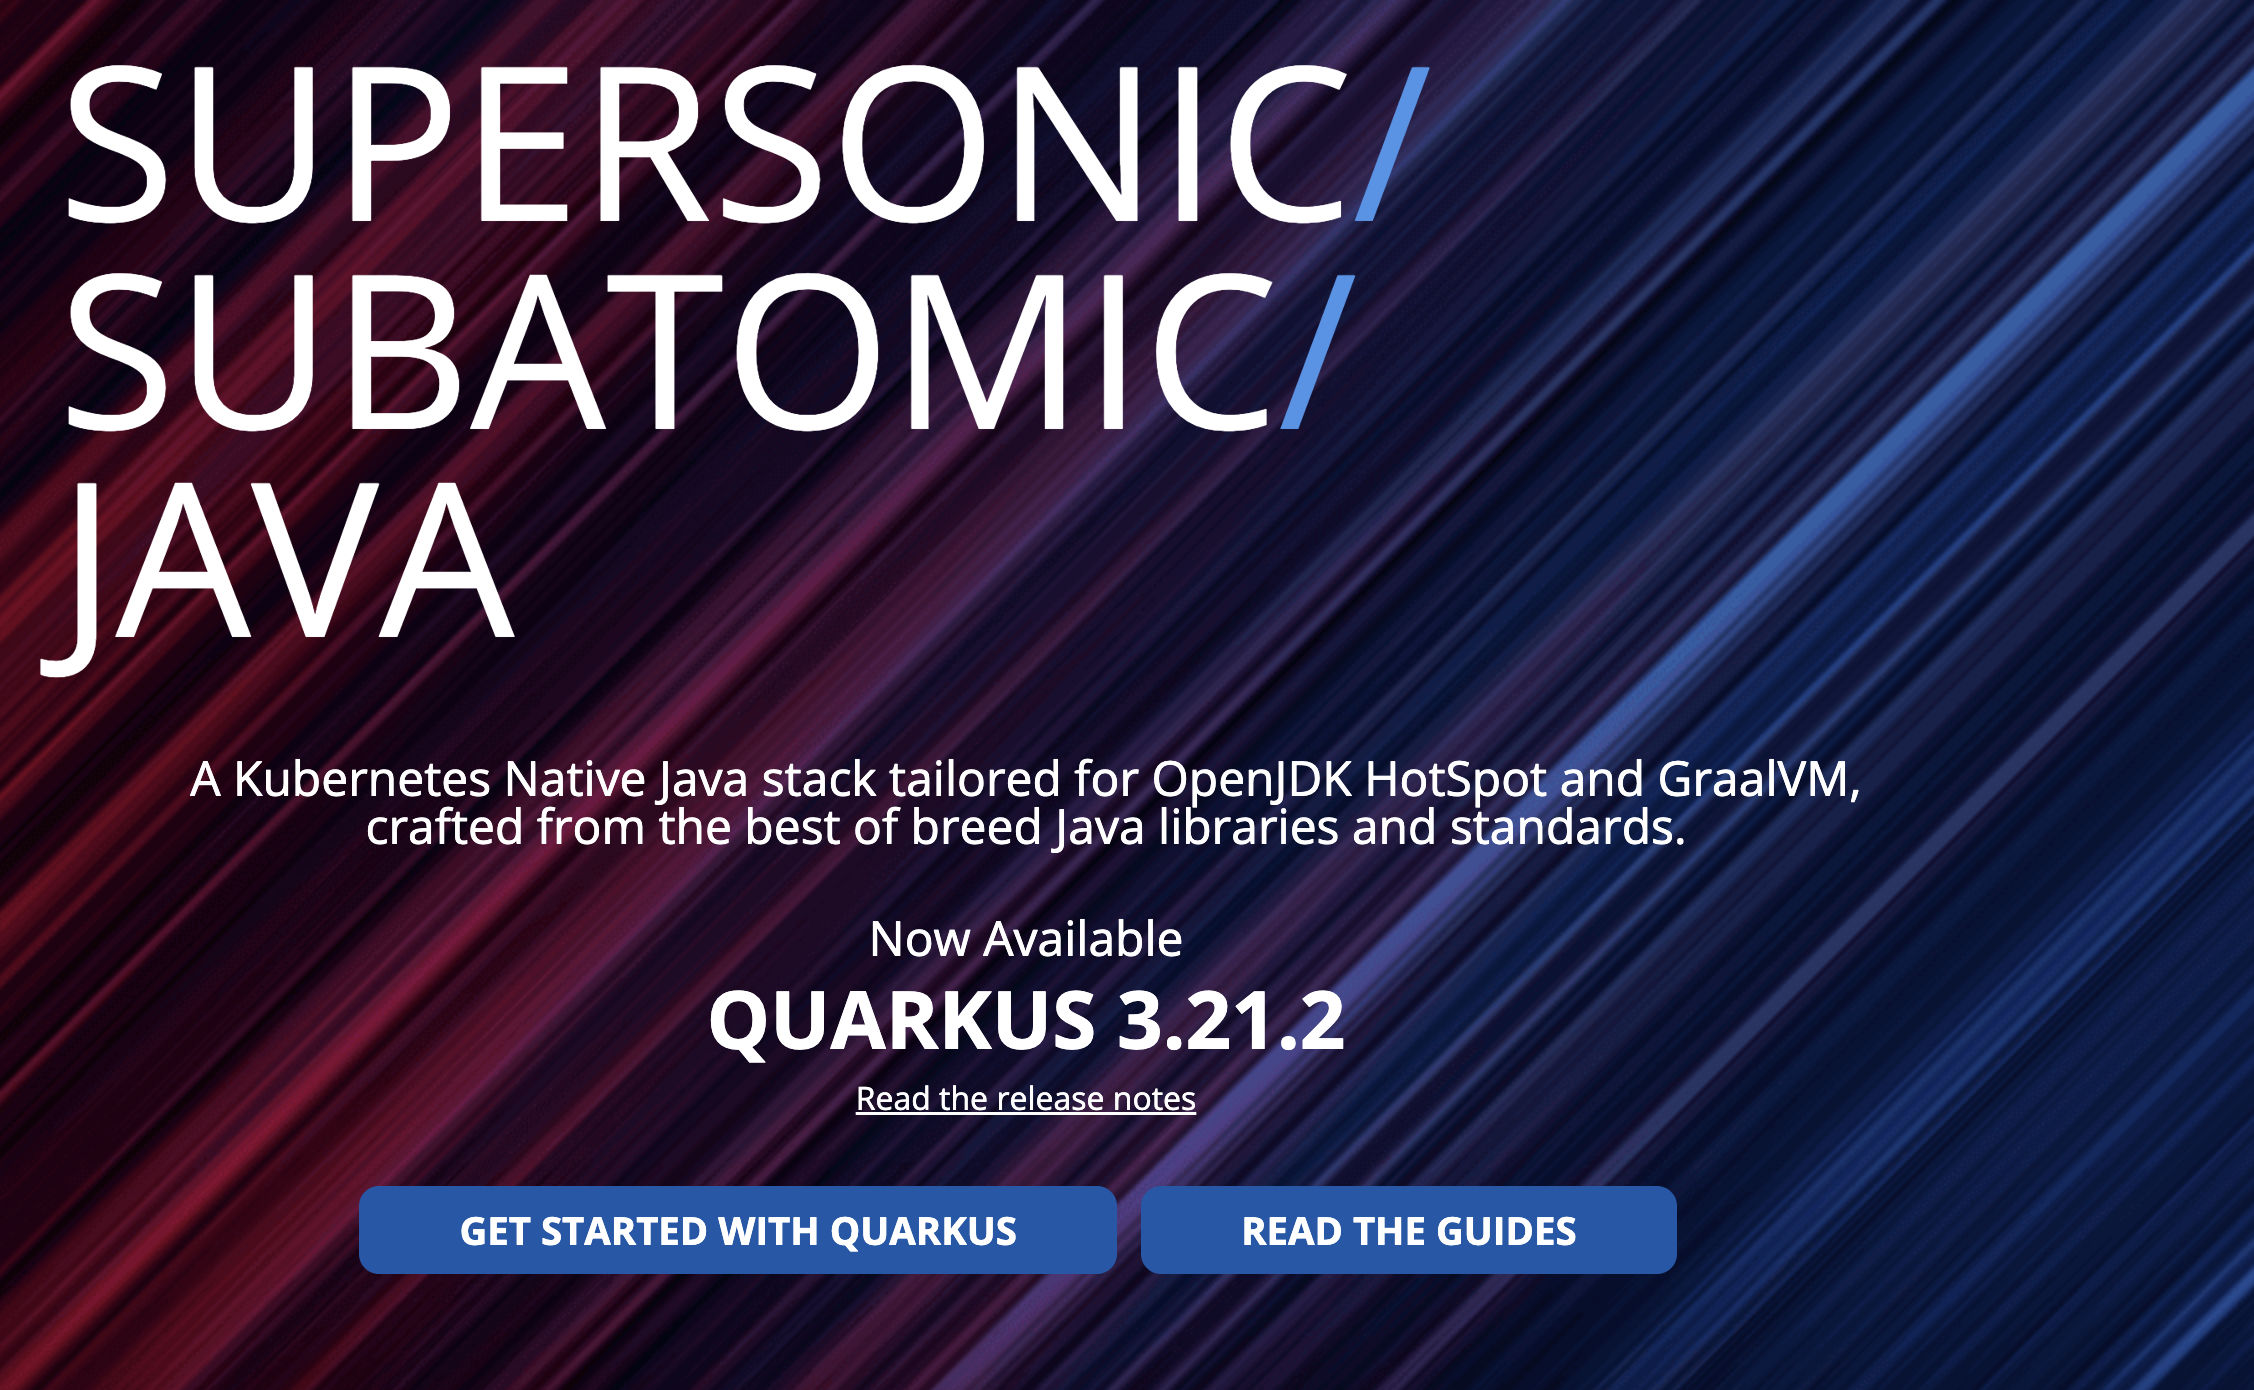 SUPERSONIC/
SUBATOMIC/
JAVA
A Kubernetes Native Java stack tailored for OpenJDK HotSpot and GraalVM,
crafted from the best of breed Java libraries and standards.
Now Available
QUARKUS 3.21.2
Read the release notes
GET STARTED WITH QUARKUS
READ THE GUIDES